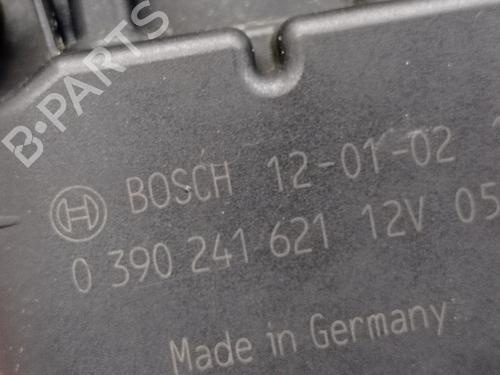 B-PARTS
BOSCH 12-01-02
0 390 241 621 12V 05
Made in Germany